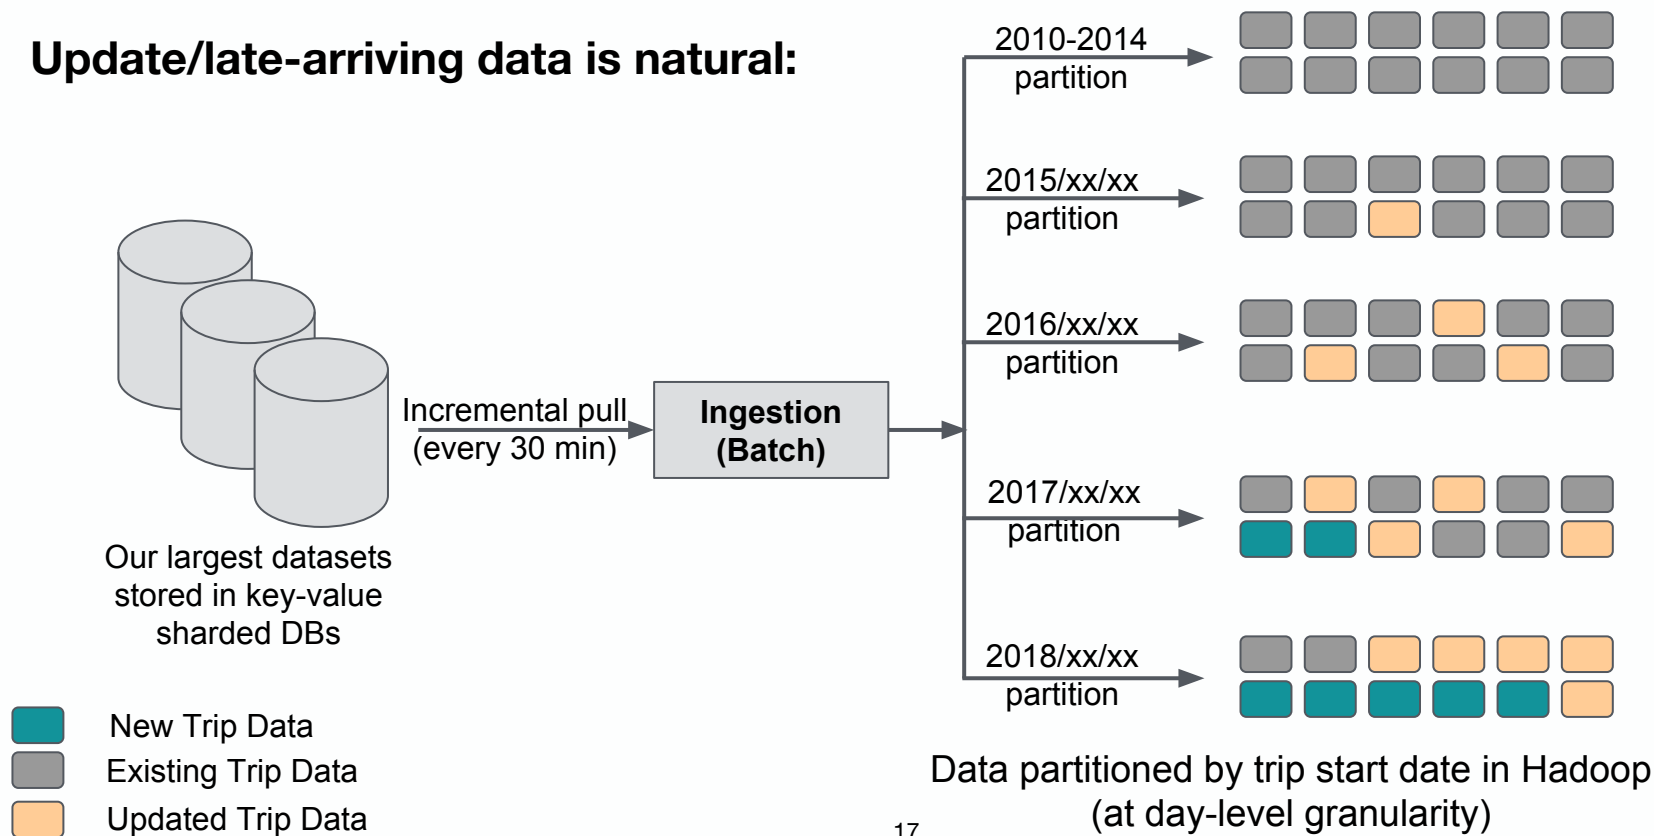 Update/late-arriving data is natural:
2010-2014
partition
2015/xx/xx
partition
2016/xx/xx
partition
Incremental pull
(every 30 min)
Ingestion
(Batch)
2017/xx/xx
partition
Our largest datasets
stored in key-value
sharded DBs
2018/xx/xx
partition
New Trip Data
Existing Trip Data
Updated Trip Data
Data partitioned by trip start date in Hadoop
(at day-level granularity)
17